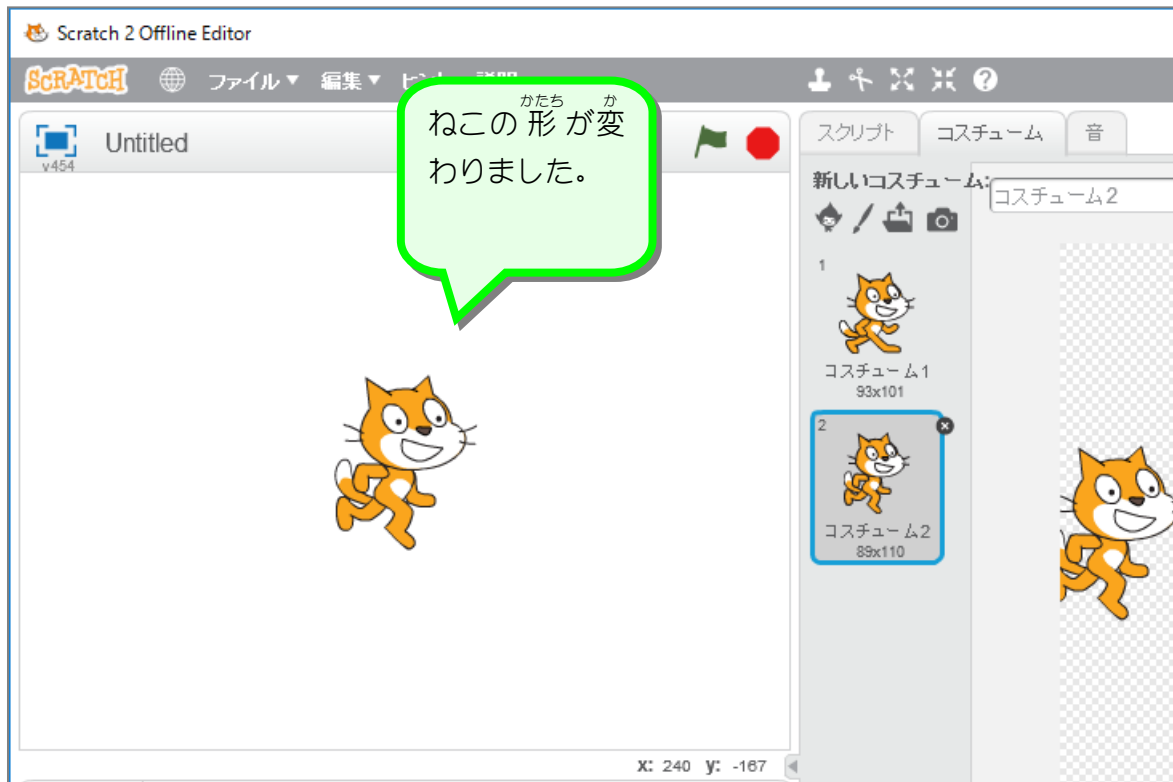 Scratch 2 Offline Editor
SCRATCH ファイル▼ 編集▼
ねこの形が変
かたち か
わりました。
Untitled
v454
スクリプト コスチューム 音
新しいコスチューム:
コスチューム2
1
コスチューム1
93x101
2
コスチューム2
89x110
x: 240 y: -167